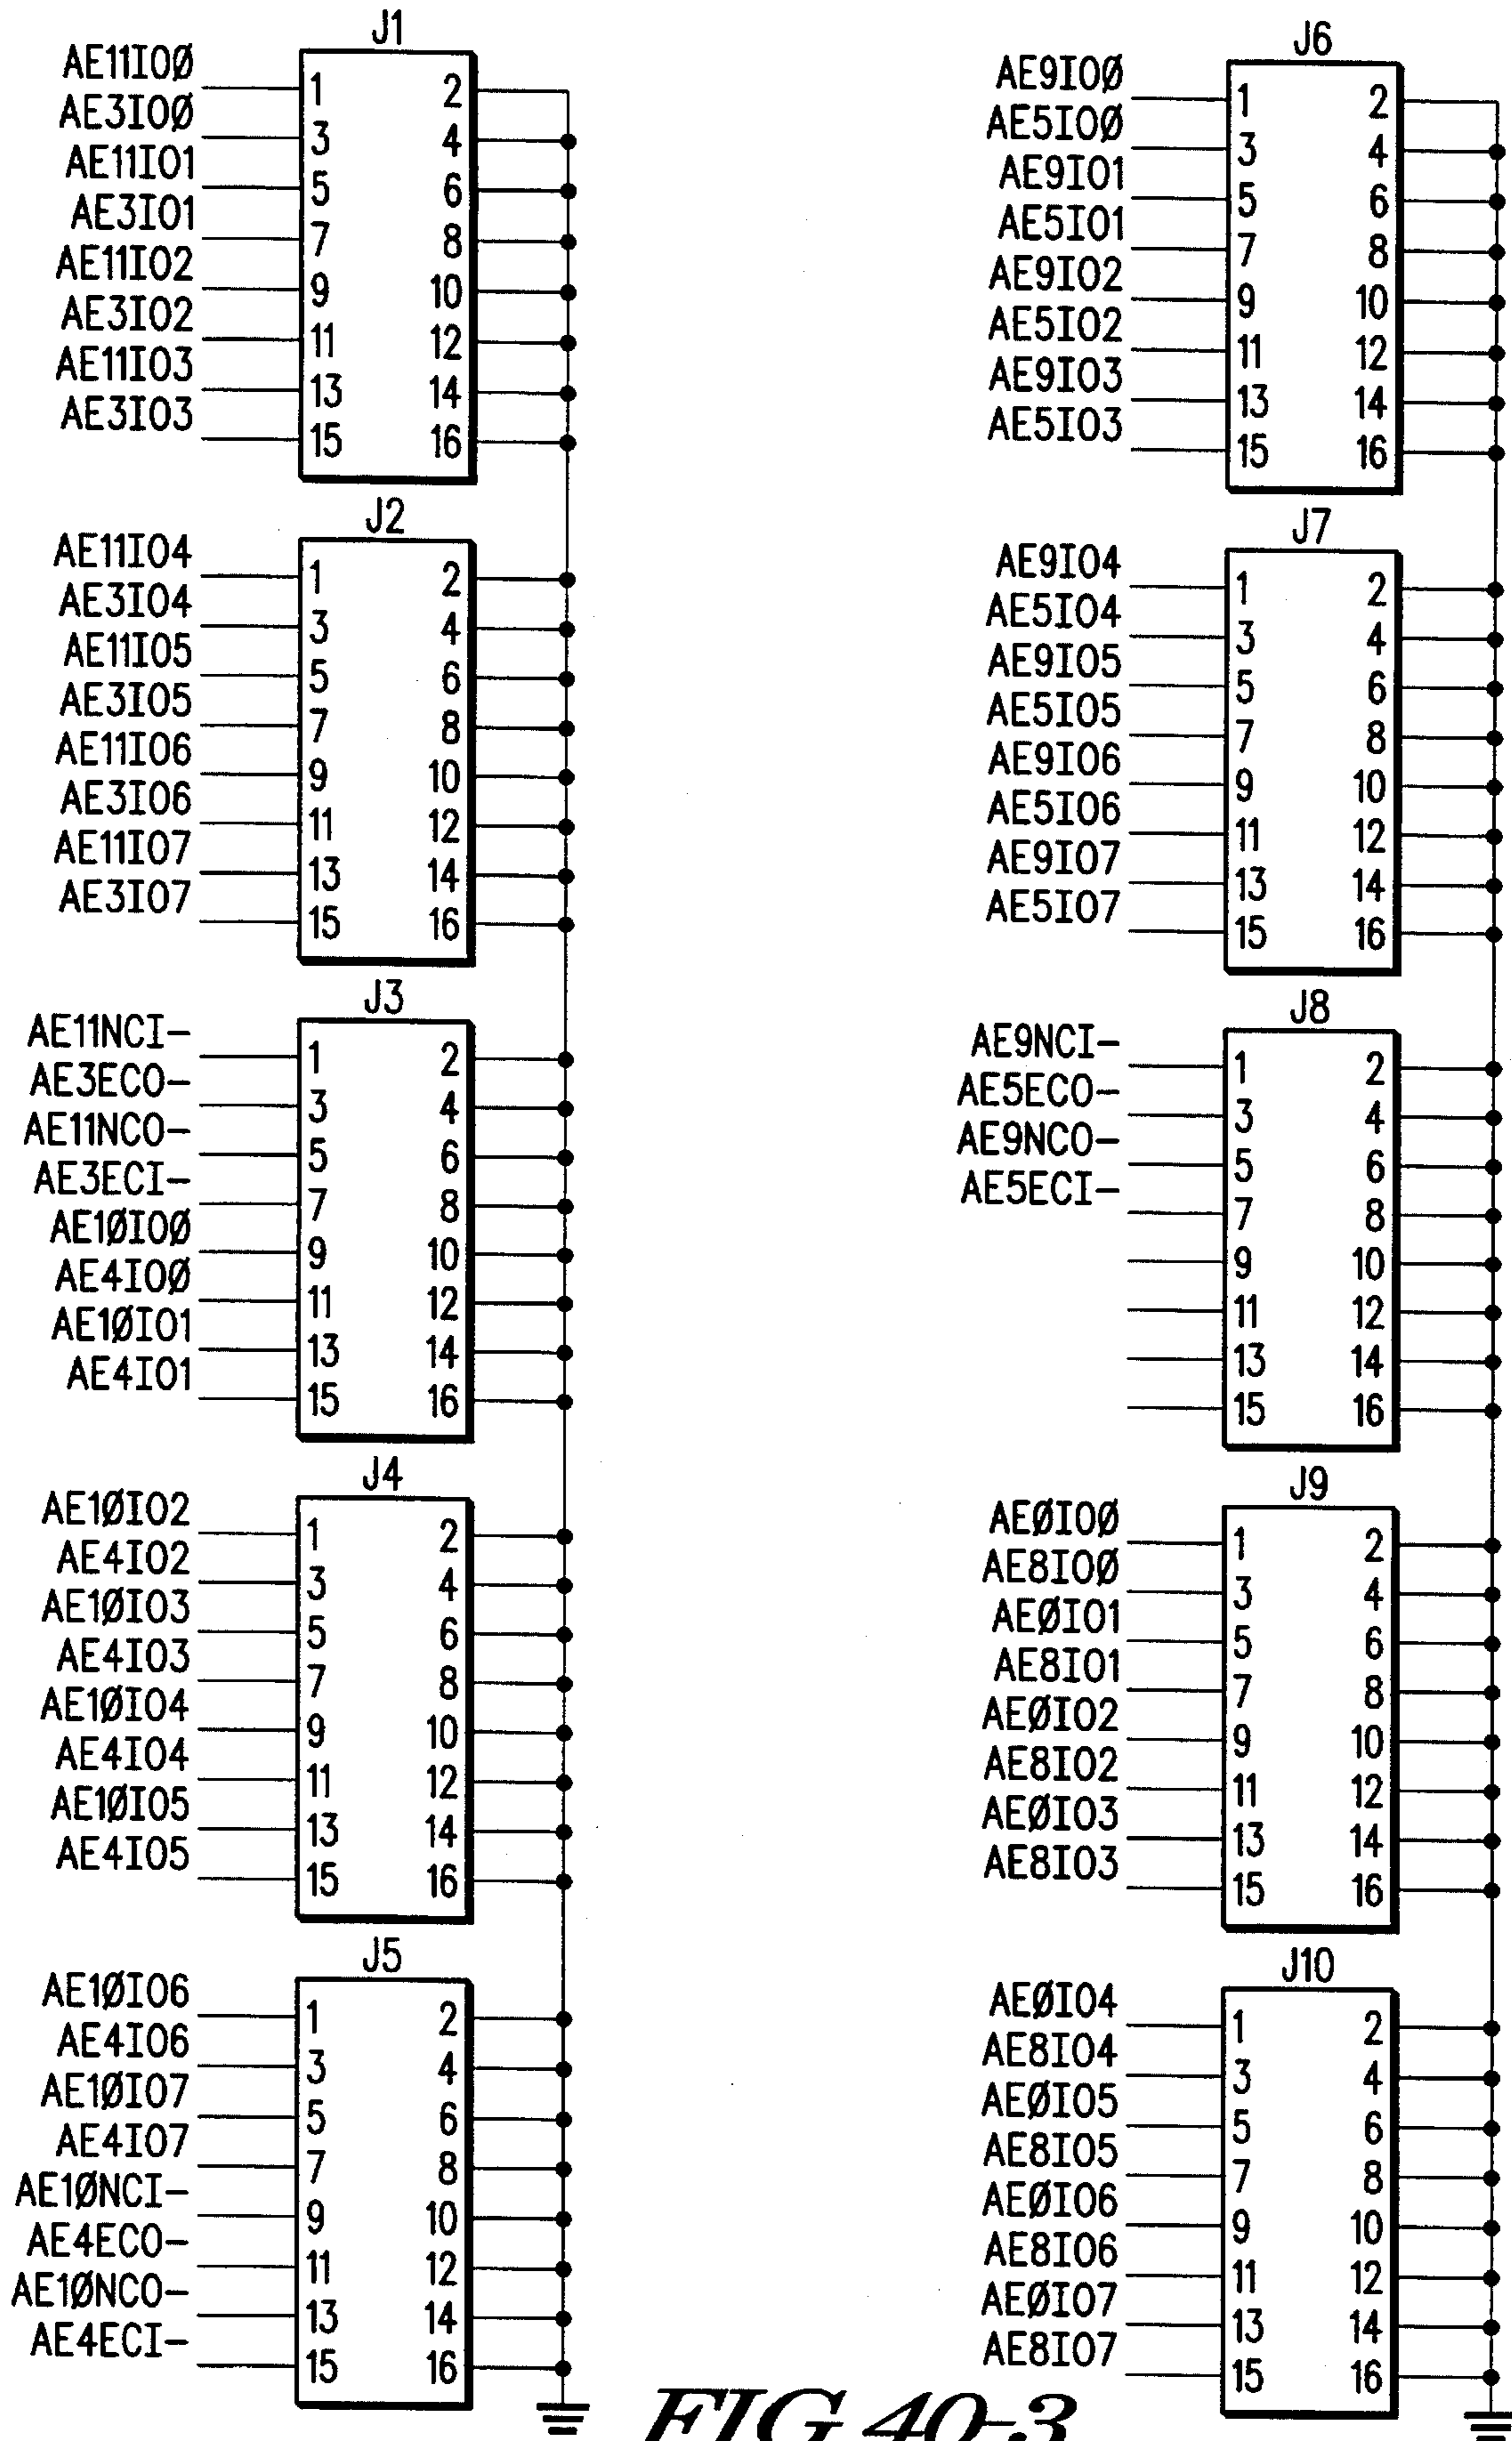 J1
AE11IOØ
1 2
AE3IOØ
3 4
AE11IO1
5 6
AE3IO1
7 8
AE11IO2
9 10
AE3IO2
11 12
AE11IO3
13 14
AE3IO3
15 16
J2
AE11IO4
1 2
AE3IO4
3 4
AE11IO5
5 6
AE3IO5
7 8
AE11IO6
9 10
AE3IO6
11 12
AE11IO7
13 14
AE3IO7
15 16
J3
AE11NCI-
1 2
AE3ECO-
3 4
AE11NCO-
5 6
AE3ECI-
7 8
AE1ØIOØ
9 10
AE4IOØ
11 12
AE1ØIO1
13 14
AE4IO1
15 16
J4
AE1ØIO2
1 2
AE4IO2
3 4
AE1ØIO3
5 6
AE4IO3
7 8
AE1ØIO4
9 10
AE4IO4
11 12
AE1ØIO5
13 14
AE4IO5
15 16
J5
AE1ØIO6
1 2
AE4IO6
3 4
AE1ØIO7
5 6
AE4IO7
7 8
AE1ØNCI-
9 10
AE4ECO-
11 12
AE1ØNCO-
13 14
AE4ECI-
15 16
J6
AE9IOØ
1 2
AE5IOØ
3 4
AE9IO1
5 6
AE5IO1
7 8
AE9IO2
9 10
AE5IO2
11 12
AE9IO3
13 14
AE5IO3
15 16
J7
AE9IO4
1 2
AE5IO4
3 4
AE9IO5
5 6
AE5IO5
7 8
AE9IO6
9 10
AE5IO6
11 12
AE9IO7
13 14
AE5IO7
15 16
J8
AE9NCI-
1 2
AE5ECO-
3 4
AE9NCO-
5 6
AE5ECI-
7 8
9 10
11 12
13 14
15 16
J9
AEØIOØ
1 2
AE8IOØ
3 4
AEØIO1
5 6
AE8IO1
7 8
AEØIO2
9 10
AE8IO2
11 12
AEØIO3
13 14
AE8IO3
15 16
J10
AEØIO4
1 2
AE8IO4
3 4
AEØIO5
5 6
AE8IO5
7 8
AEØIO6
9 10
AE8IO6
11 12
AEØIO7
13 14
AE8IO7
15 16
FIG.40-3